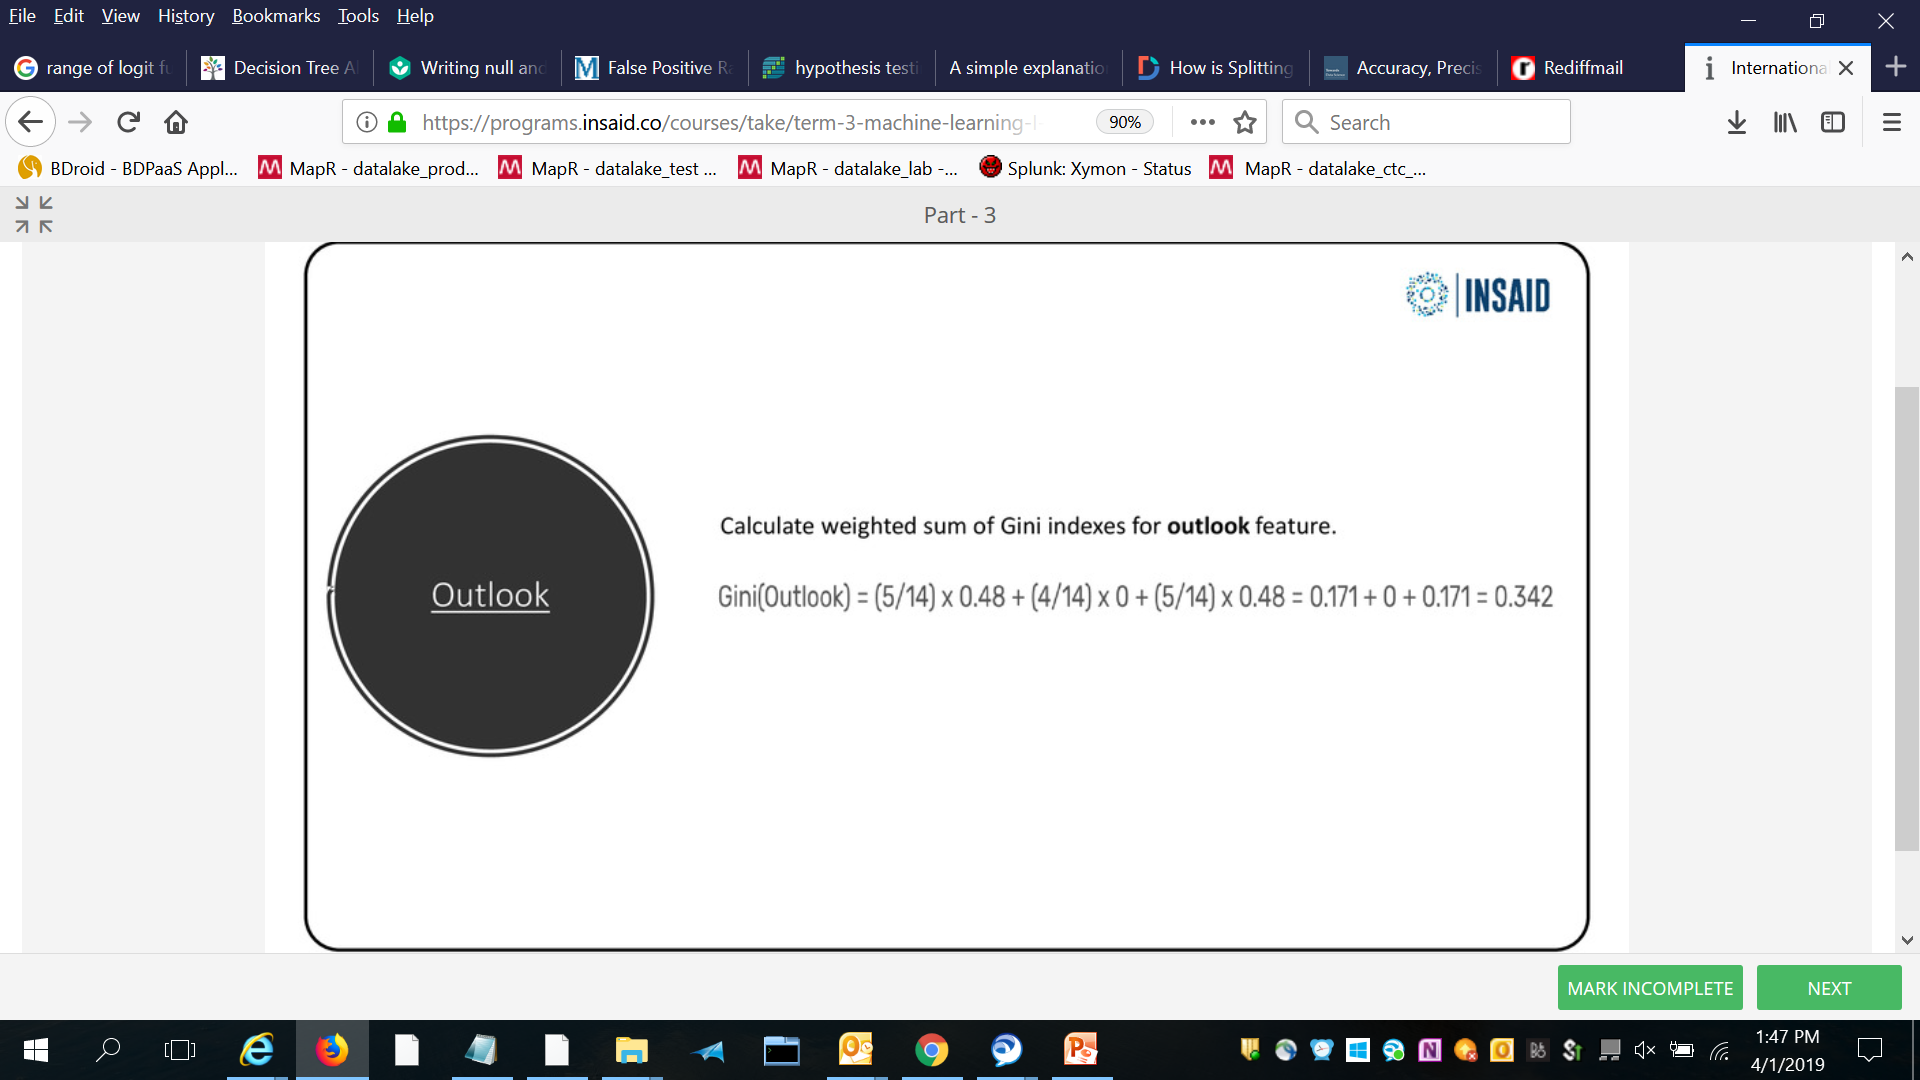 File Edit View History Bookmarks Tools Help
range of logit fu Decision Tree Al Writing null and False Positive Ra hypothesis testi A simple explanatio How is Splitting Accuracy, Precis Rediffmail Internationa
https://programs.insaid.co/courses/take/term-3-machine-learning-l 90% Search
BDroid - BDPaaS Appl... MapR - datalake_prod... MapR - datalake_test ... MapR - datalake_lab -... Splunk: Xymon - Status MapR - datalake_ctc_...
Part - 3
INSAID
Calculate weighted sum of Gini indexes for outlook feature.
Outlook
Gini(Outlook) = (5/14) x 0.48 + (4/14) x 0 + (5/14) x 0.48 = 0.171 + 0 + 0.171 = 0.342
MARK INCOMPLETE NEXT
1:47 PM
4/1/2019